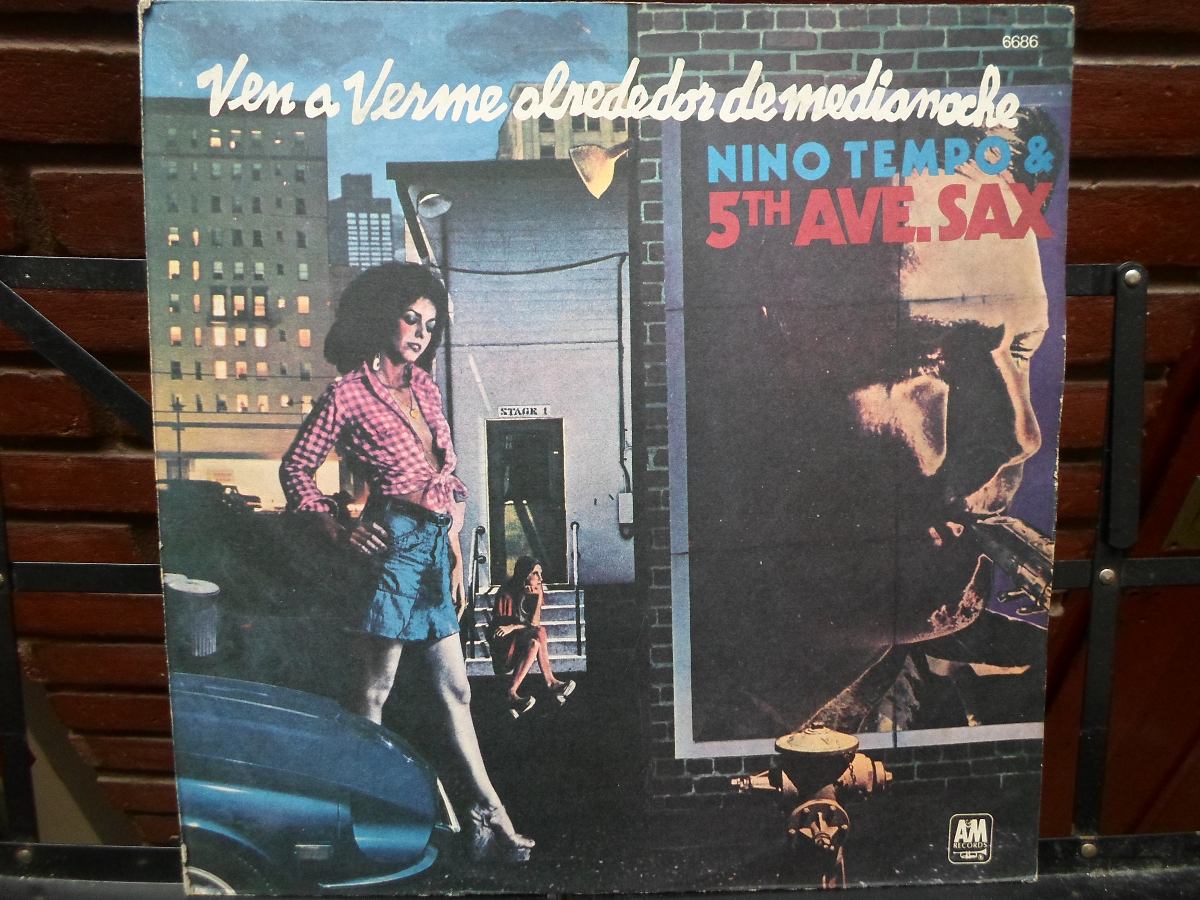 6686
Ven a Verme alrededor de medianoche
NINO TEMPO &
5TH AVE. SAX
STAGE 1
A&M
RECORDS